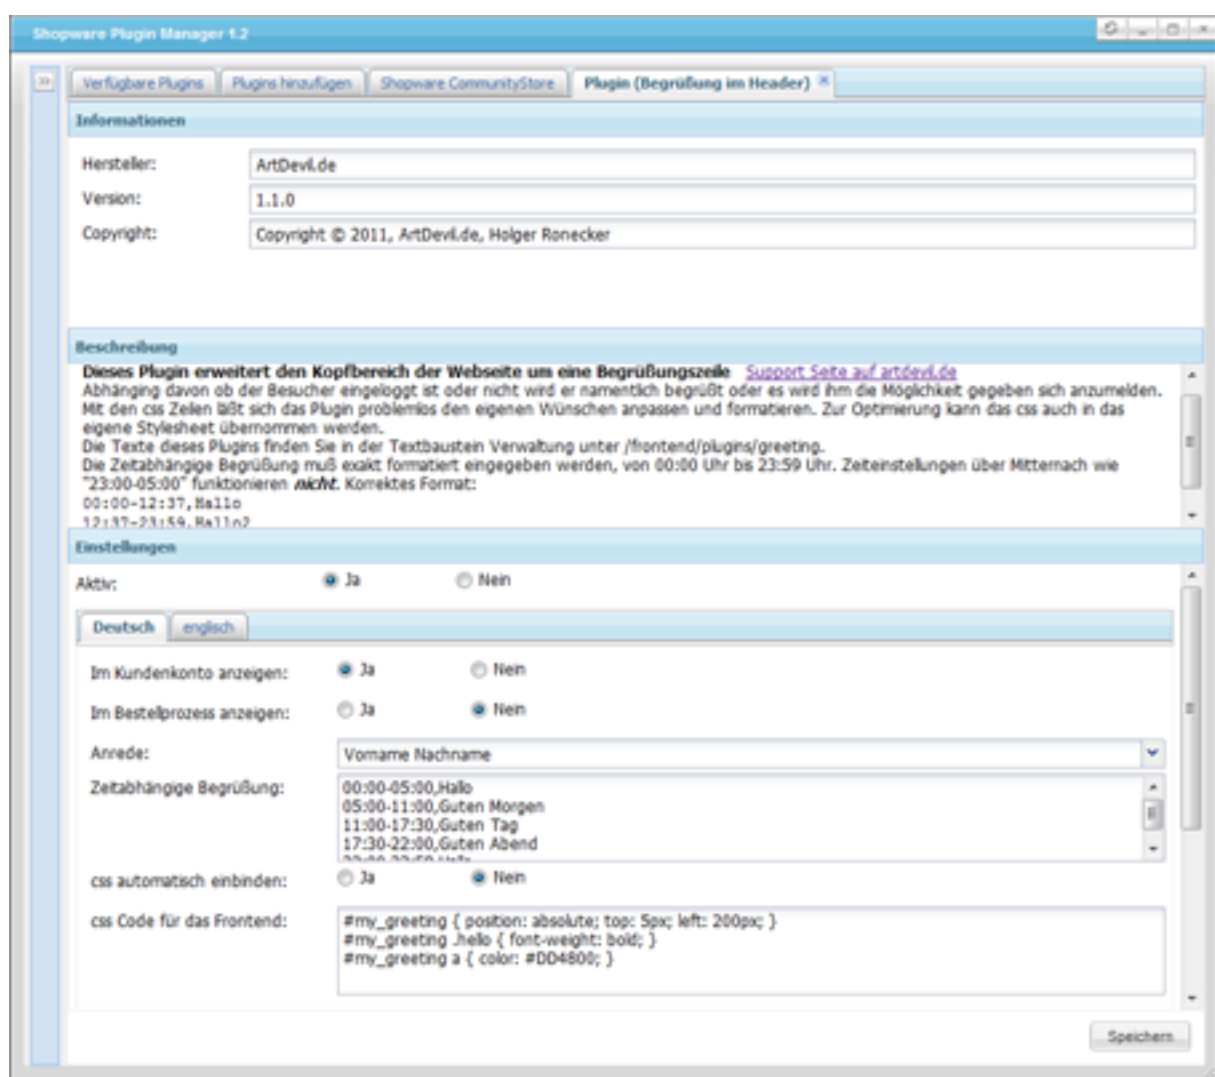 Shopware Plugin Manager 1.2
Verfügbare Plugins
Plugins hinzufügen
Shopware CommunityStore
Plugin (Begrüßung im Header)
Informationen
Hersteller: ArtDevil.de
Version: 1.1.0
Copyright: Copyright © 2011, ArtDevil.de, Holger Ronecker
Beschreibung
Dieses Plugin erweitert den Kopfbereich der Webseite um eine Begrüßungszeile Support Seite auf artdevil.de
Abhänging davon ob der Besucher eingeloggt ist oder nicht wird er namentlich begrüßt oder es wird ihm die Möglichkeit gegeben sich anzumelden.
Mit den css Zeilen läßt sich das Plugin problemlos den eigenen Wünschen anpassen und formatieren. Zur Optimierung kann das css auch in das
eigene Stylesheet übernommen werden.
Die Texte dieses Plugins finden Sie in der Textbaustein Verwaltung unter /frontend/plugins/greeting.
Die Zeitabhängige Begrüßung muß exakt formatiert eingegeben werden, von 00:00 Uhr bis 23:59 Uhr. Zeiteinstellungen über Mitternach wie
"23:00-05:00" funktionieren nicht. Korrektes Format:
00:00-12:37,Hallo
12:37-23:59,Hallo2
Einstellungen
Aktiv: Ja Nein
Deutsch englisch
Im Kundenkonto anzeigen: Ja Nein
Im Bestellprozess anzeigen: Ja Nein
Anrede: Vorname Nachname
Zeitabhängige Begrüßung: 00:00-05:00,Hallo
05:00-11:00,Guten Morgen
11:00-17:30,Guten Tag
17:30-22:00,Guten Abend
css automatisch einbinden: Ja Nein
css Code für das Frontend: #my_greeting { position: absolute; top: 5px; left: 200px; }
#my_greeting .hello { font-weight: bold; }
#my_greeting a { color: #DD4800; }
Speichern